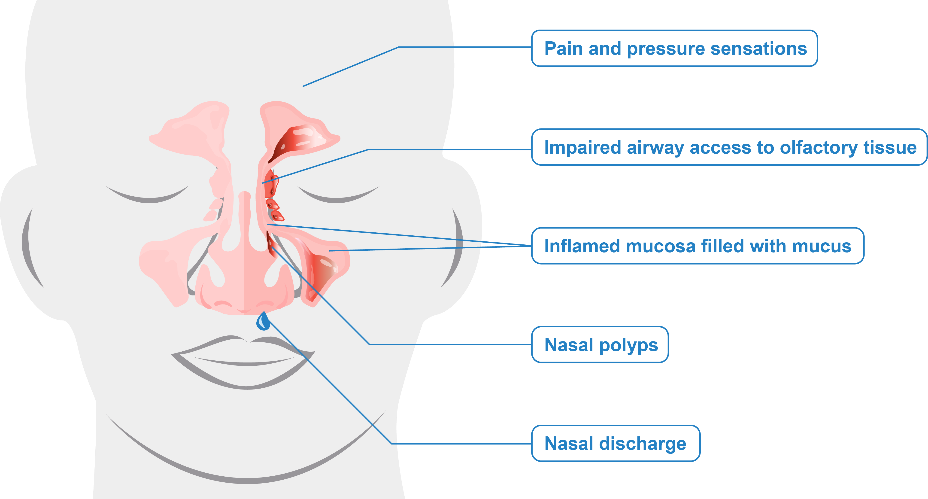 Pain and pressure sensations
Impaired airway access to olfactory tissue
Inflamed mucosa filled with mucus
Nasal polyps
Nasal discharge